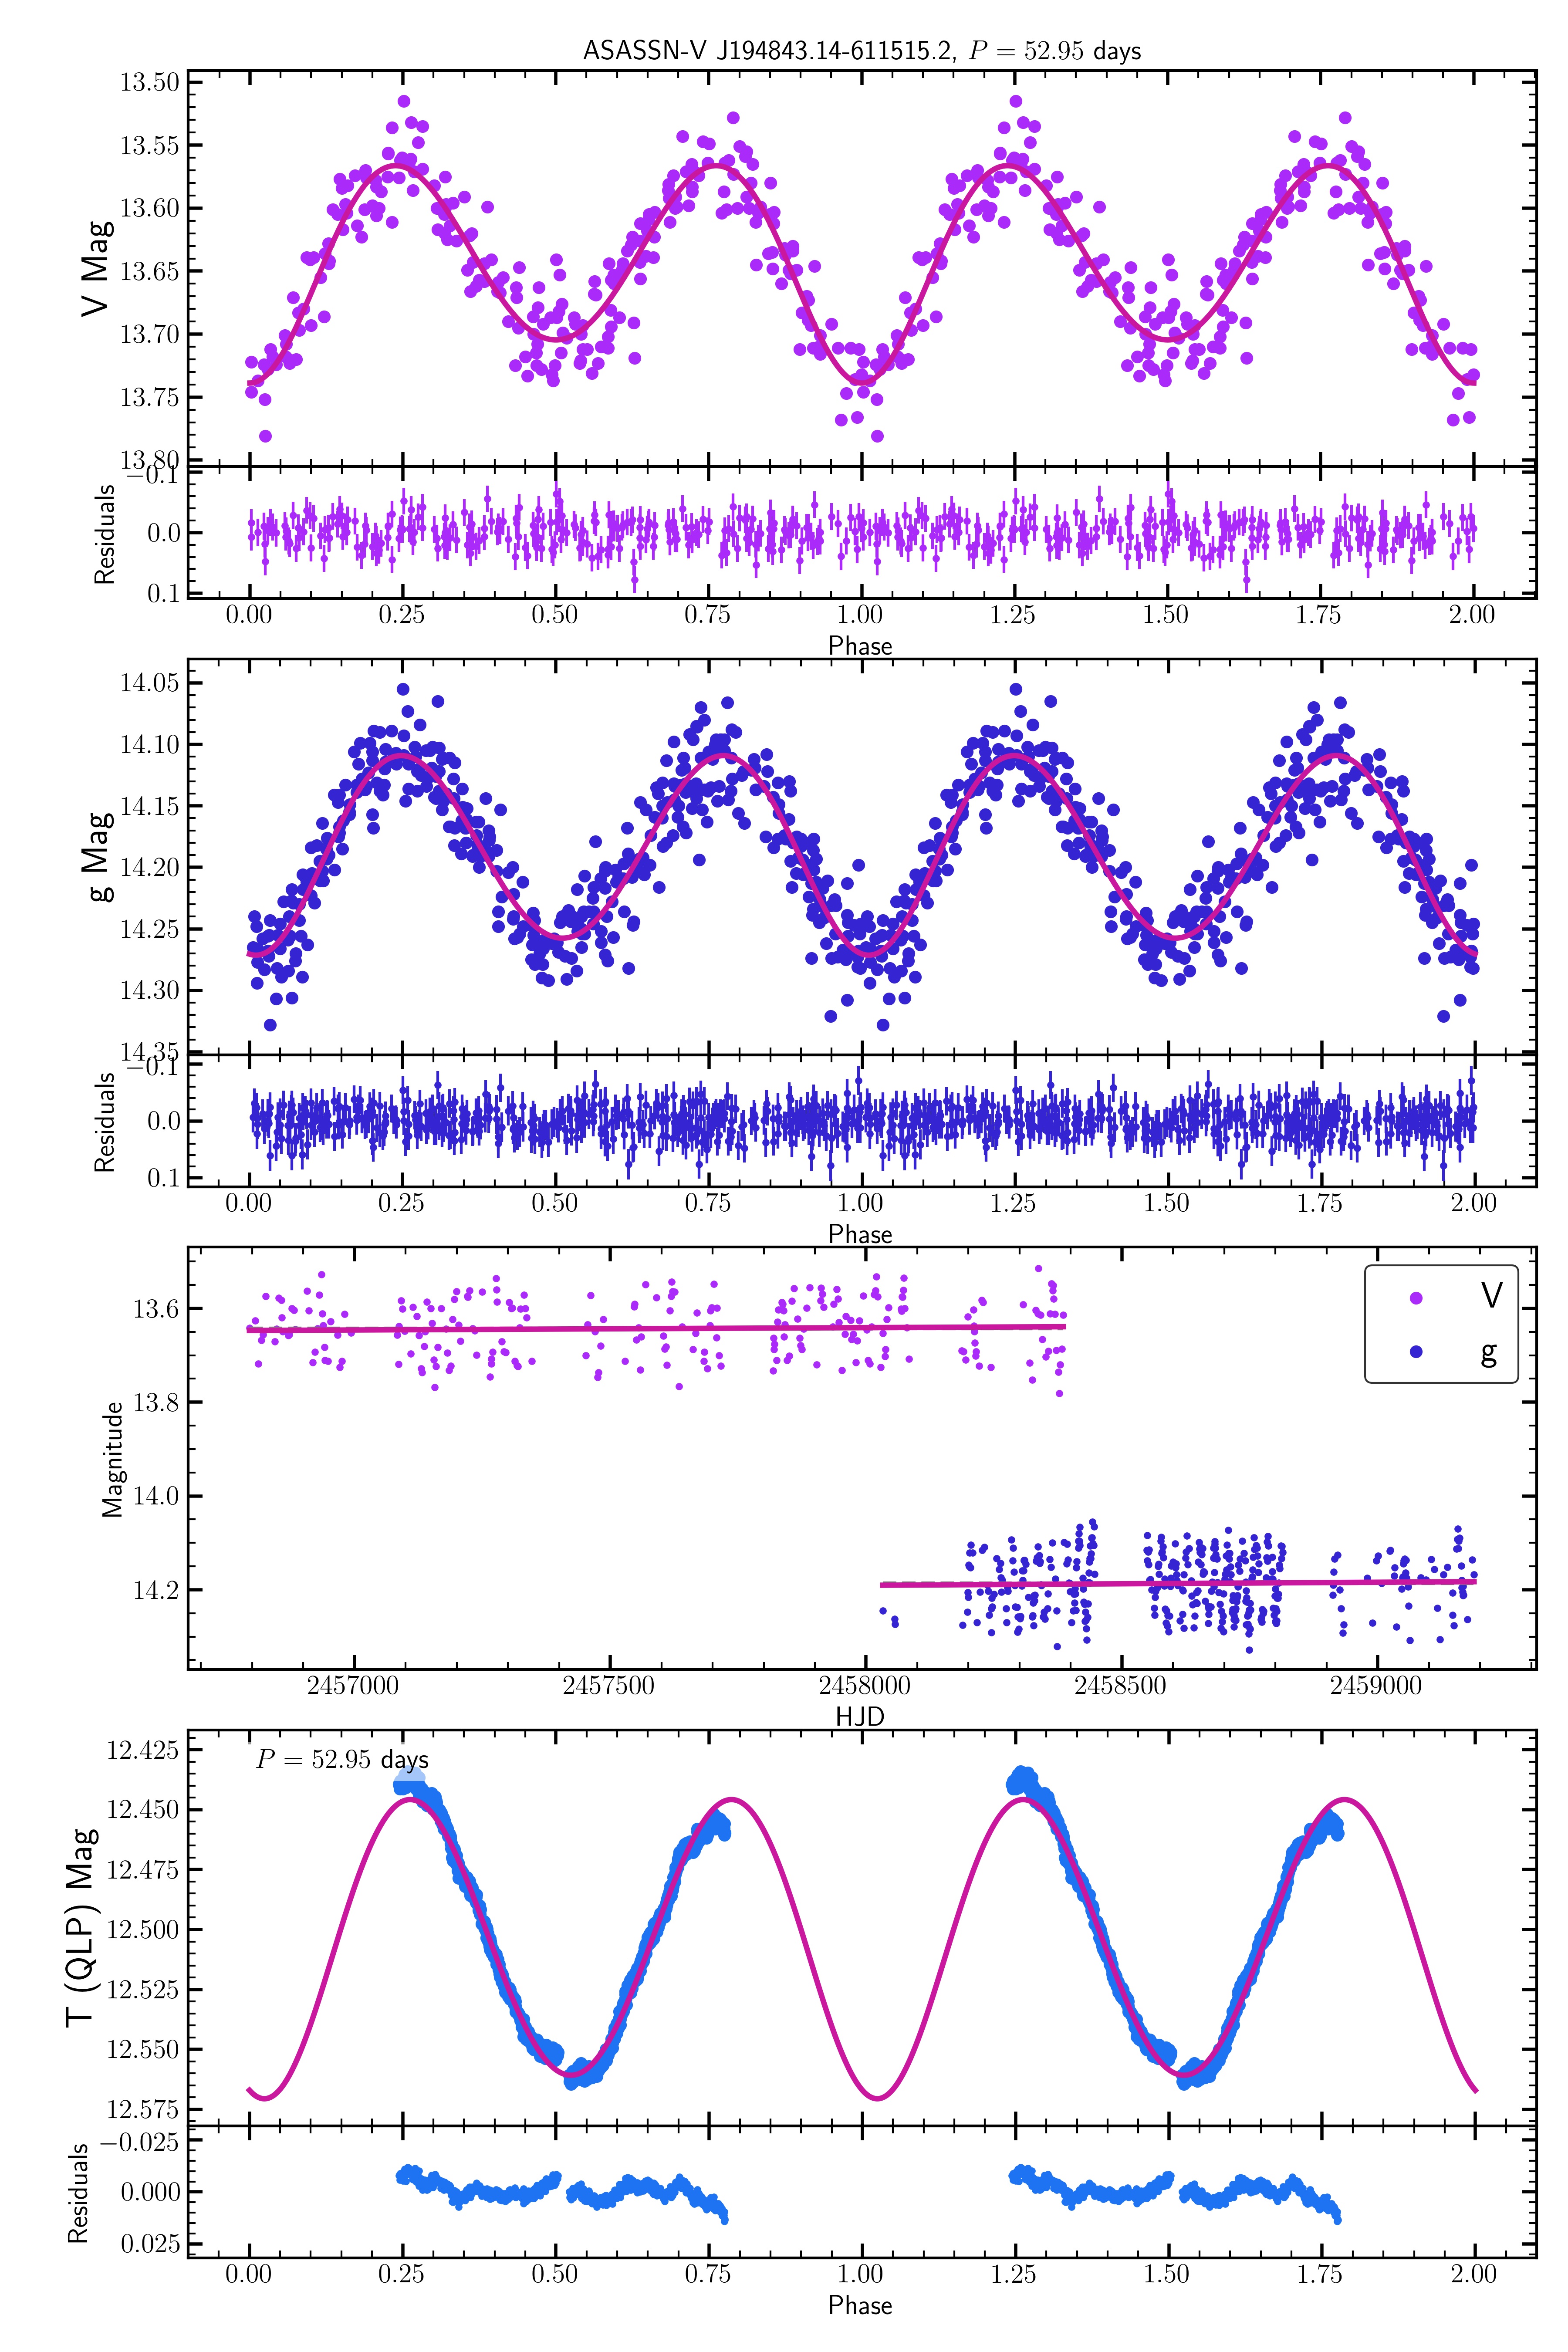 ASASSN-V J194843.14-611515.2, P = 52.95 days
13.50
13.55
13.60
13.65
13.70
13.75
13.80
V Mag
−0.1
0.0
0.1
Residuals
0.00 0.25 0.50 0.75 1.00 1.25 1.50 1.75 2.00
Phase
14.05
14.10
14.15
14.20
14.25
14.30
14.35
g Mag
−0.1
0.0
0.1
Residuals
0.00 0.25 0.50 0.75 1.00 1.25 1.50 1.75 2.00
Phase
13.6
13.8
14.0
14.2
Magnitude
V
g
2457000 2457500 2458000 2458500 2459000
HJD
P = 52.95 days
12.425
12.450
12.475
12.500
12.525
12.550
12.575
T (QLP) Mag
−0.025
0.000
0.025
Residuals
0.00 0.25 0.50 0.75 1.00 1.25 1.50 1.75 2.00
Phase